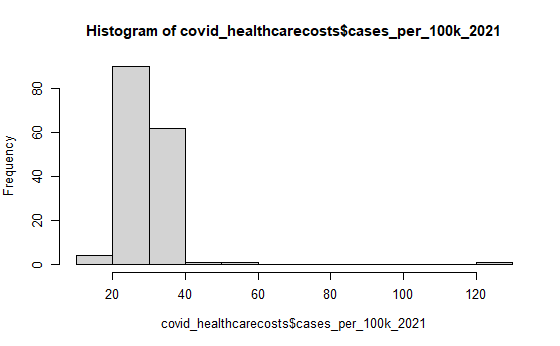 Histogram of covid_healthcarecosts$cases_per_100k_2021
Frequency
80
60
40
20
0
20 40 60 80 100 120
covid_healthcarecosts$cases_per_100k_2021